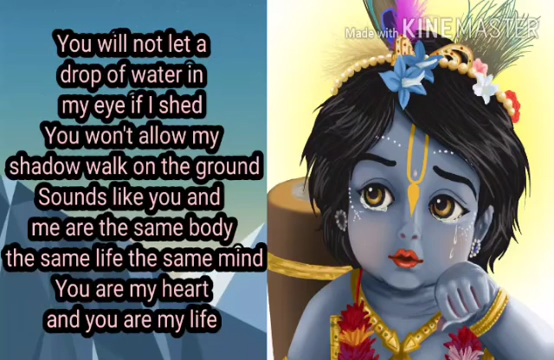 You will not let a
drop of water in
my eye if I shed
You won't allow my
shadow walk on the ground
Sounds like you and
me are the same body
the same life the same mind
You are my heart
and you are my life
Made with KINEMASTER